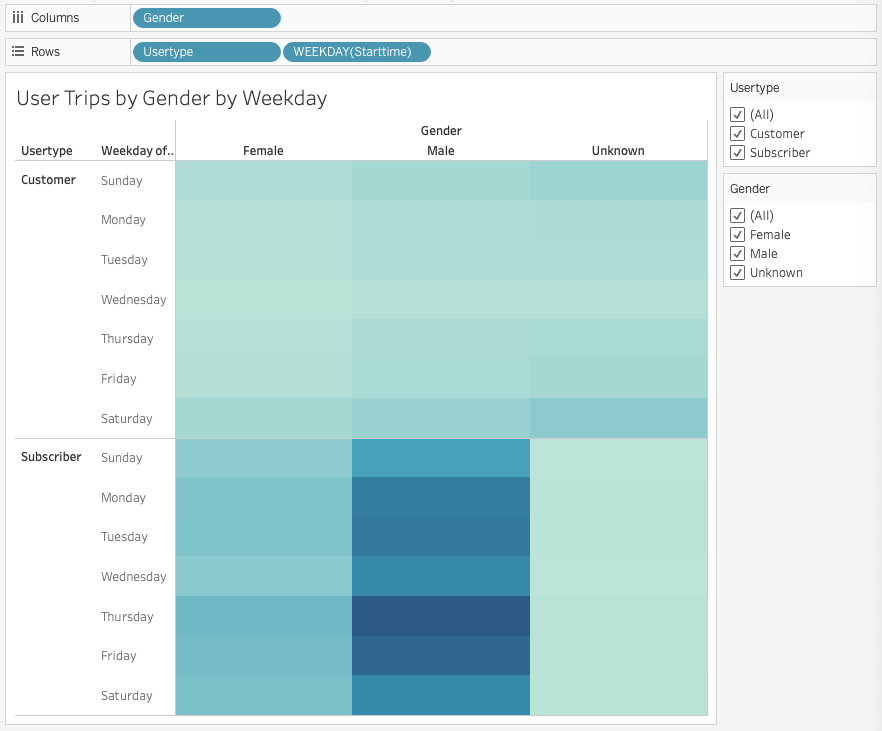 Columns Gender
Rows Usertype WEEKDAY(Starttime)
User Trips by Gender by Weekday
Gender
Usertype Weekday of.. Female Male Unknown
Customer Sunday
Monday
Tuesday
Wednesday
Thursday
Friday
Saturday
Subscriber Sunday
Monday
Tuesday
Wednesday
Thursday
Friday
Saturday
Usertype
(All)
Customer
Subscriber
Gender
(All)
Female
Male
Unknown